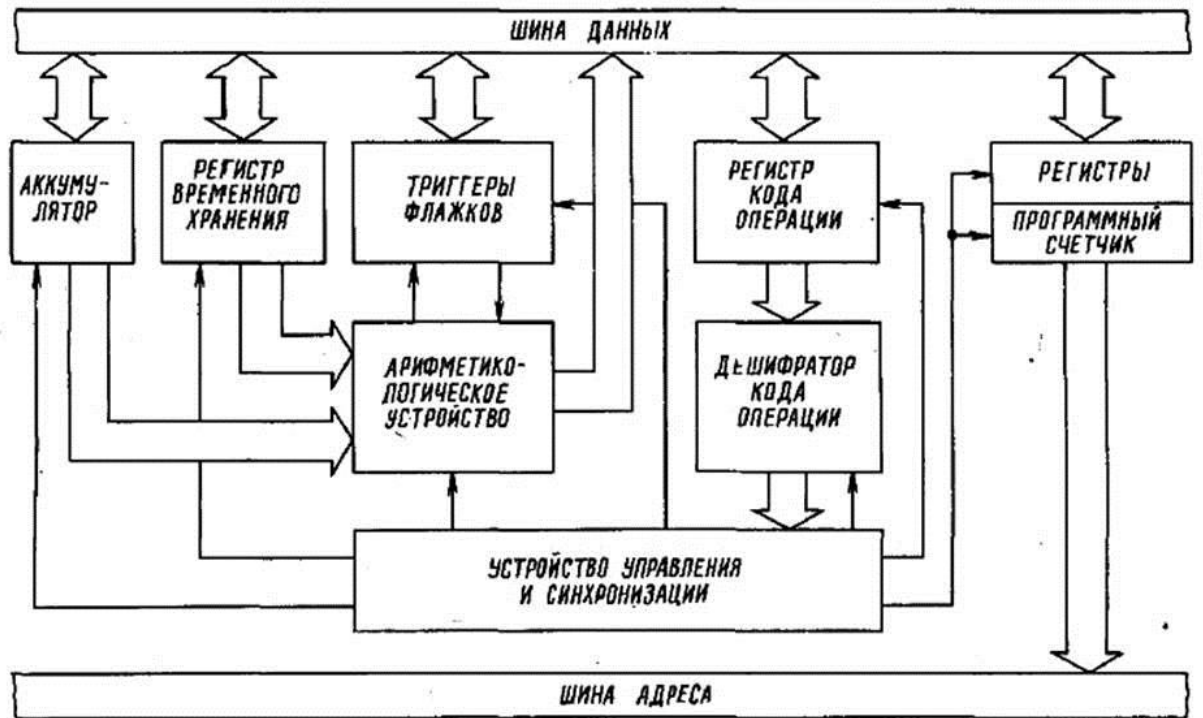 ШИНА ДАННЫХ
АККУМУ-
ЛЯТОР
РЕГИСТР
ВРЕМЕННОГО
ХРАНЕНИЯ
ТРИГГЕРЫ
ФЛАЖКОВ
РЕГИСТР
КОДА
ОПЕРАЦИИ
РЕГИСТРЫ
ПРОГРАММНЫЙ
СЧЕТЧИК
АРИФМЕТИКО-
ЛОГИЧЕСКОЕ
УСТРОЙСТВО
ДЕШИФРАТОР
КОДА
ОПЕРАЦИИ
УСТРОЙСТВО УПРАВЛЕНИЯ
И СИНХРОНИЗАЦИИ
ШИНА АДРЕСА